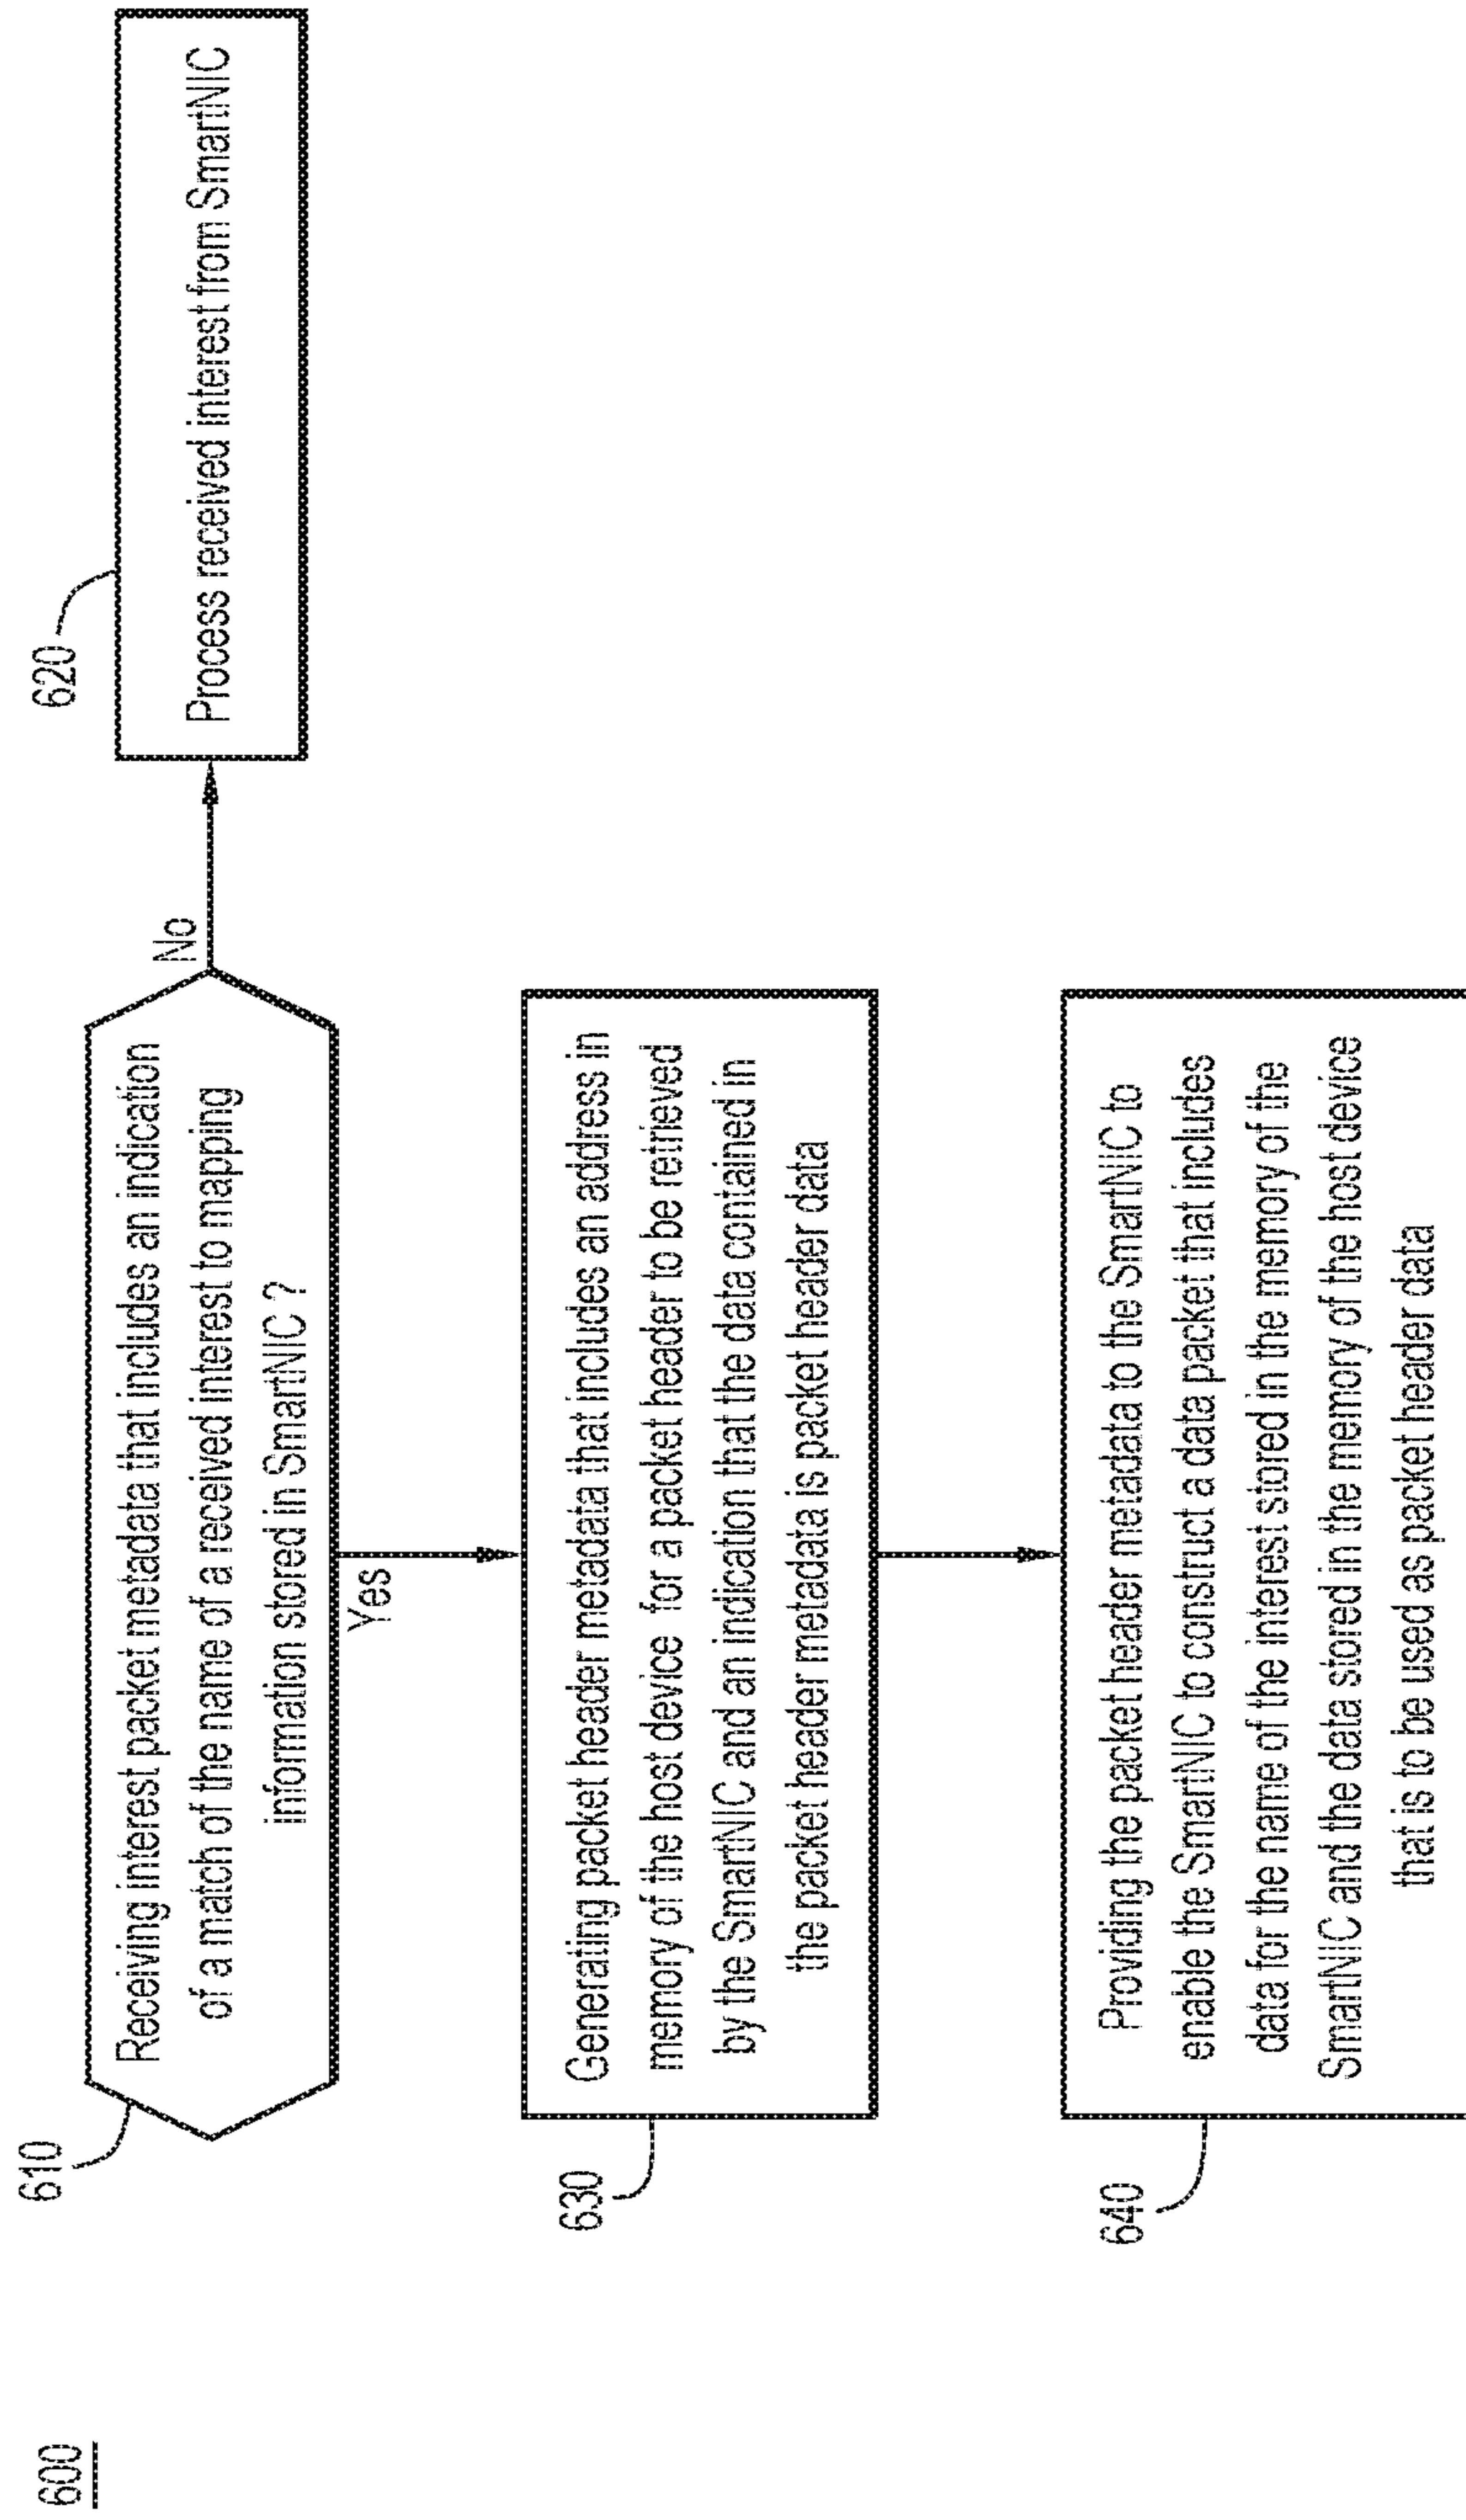 600
610
Receiving interest packet metadata that includes an indication
of a match of the name of a received interest to mapping
information stored in SmartNIC ?
No
620
Process received interest from SmartNIC
Yes
630
Generating packet header metadata that includes an address in
memory of the host device for a packet header to be retrieved
by the SmartNIC and an indication that the data contained in
the packet header metadata is packet header data
640
Providing the packet header metadata to the SmartNIC to
enable the SmartNIC to construct a data packet that includes
data for the name of the interest stored in the memory of the
SmartNIC and the data stored in the memory of the host device
that is to be used as packet header data